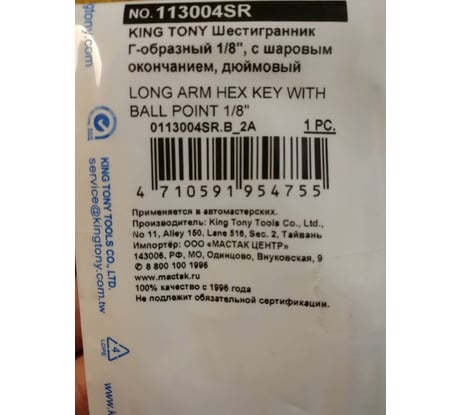 NO.113004SR
KING TONY Шестигранник
Г-образный 1/8", с шаровым
окончанием, дюймовый
LONG ARM HEX KEY WITH
BALL POINT 1/8"
0113004SR.B_2A 1 PC.
4 710591 954755
Применяется в автомастерских.
Производитель: King Tony Tools Co., Ltd.,
No 11, Alley 150, Lane 516, Sec. 2, Тайвань
Импортёр: ООО «МАСТАК ЦЕНТР»
143006, РФ, МО, Одинцово, Внуковская, 9
✆ 8 800 100 1996
www.mactak.ru
100% качество с 1996 года
Не подлежит обязательной сертификации.
KING TONY TOOLS CO., LTD.
service@kingtony.com.tw
4
LDPE